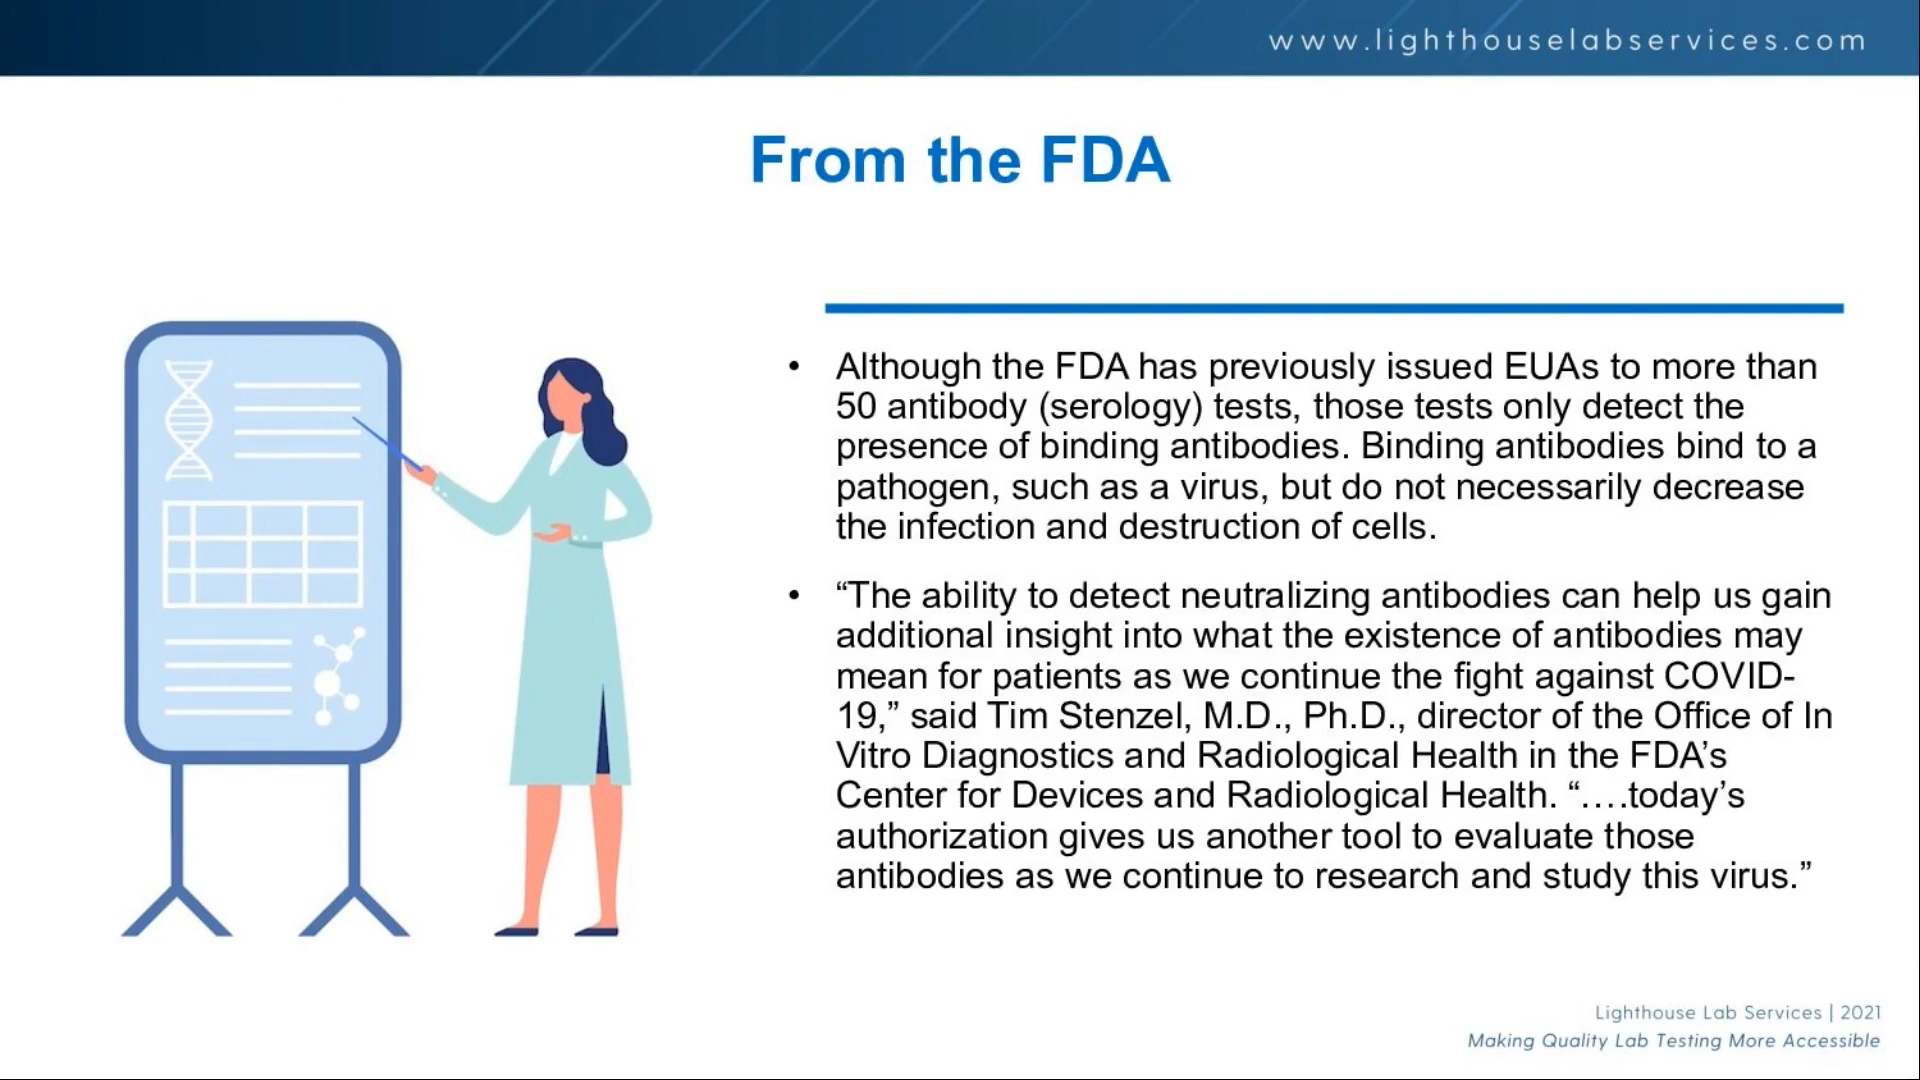 www.lighthouselabservices.com
From the FDA
• Although the FDA has previously issued EUAs to more than
50 antibody (serology) tests, those tests only detect the
presence of binding antibodies. Binding antibodies bind to a
pathogen, such as a virus, but do not necessarily decrease
the infection and destruction of cells.
• “The ability to detect neutralizing antibodies can help us gain
additional insight into what the existence of antibodies may
mean for patients as we continue the fight against COVID-
19,” said Tim Stenzel, M.D., Ph.D., director of the Office of In
Vitro Diagnostics and Radiological Health in the FDA’s
Center for Devices and Radiological Health. “….today’s
authorization gives us another tool to evaluate those
antibodies as we continue to research and study this virus.”
Lighthouse Lab Services | 2021
Making Quality Lab Testing More Accessible